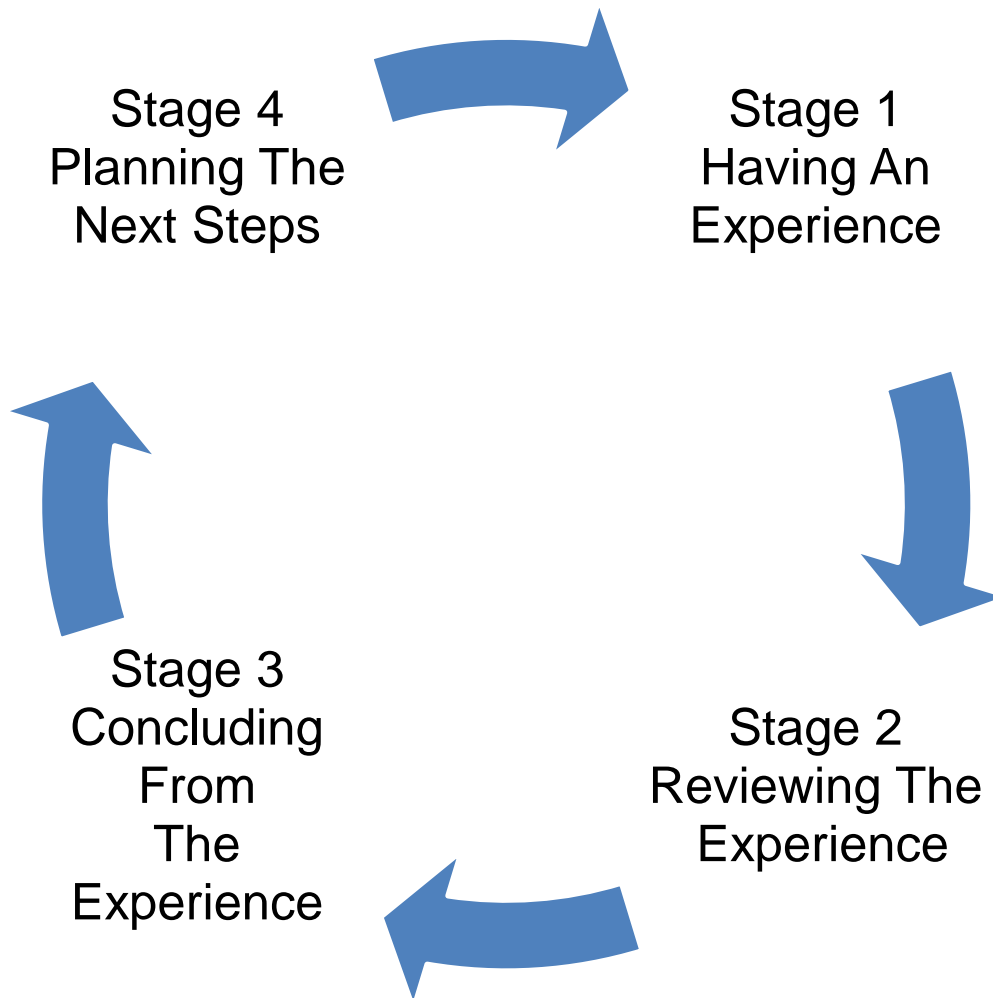 Stage 4
Planning The
Next Steps
Stage 1
Having An
Experience
Stage 3
Concluding
From
The
Experience
Stage 2
Reviewing The
Experience